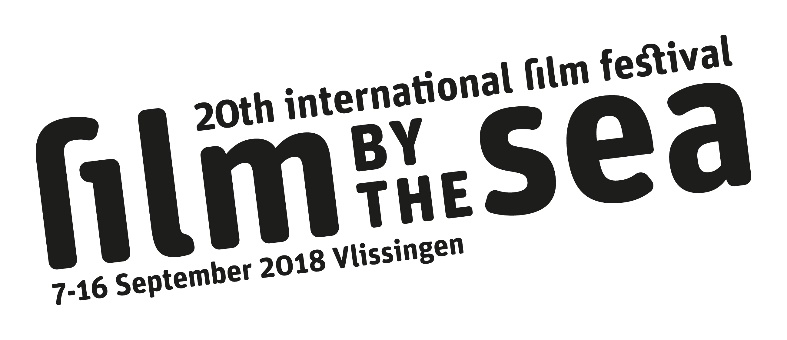 20th international film festival
film BY THE sea
7-16 September 2018 Vlissingen